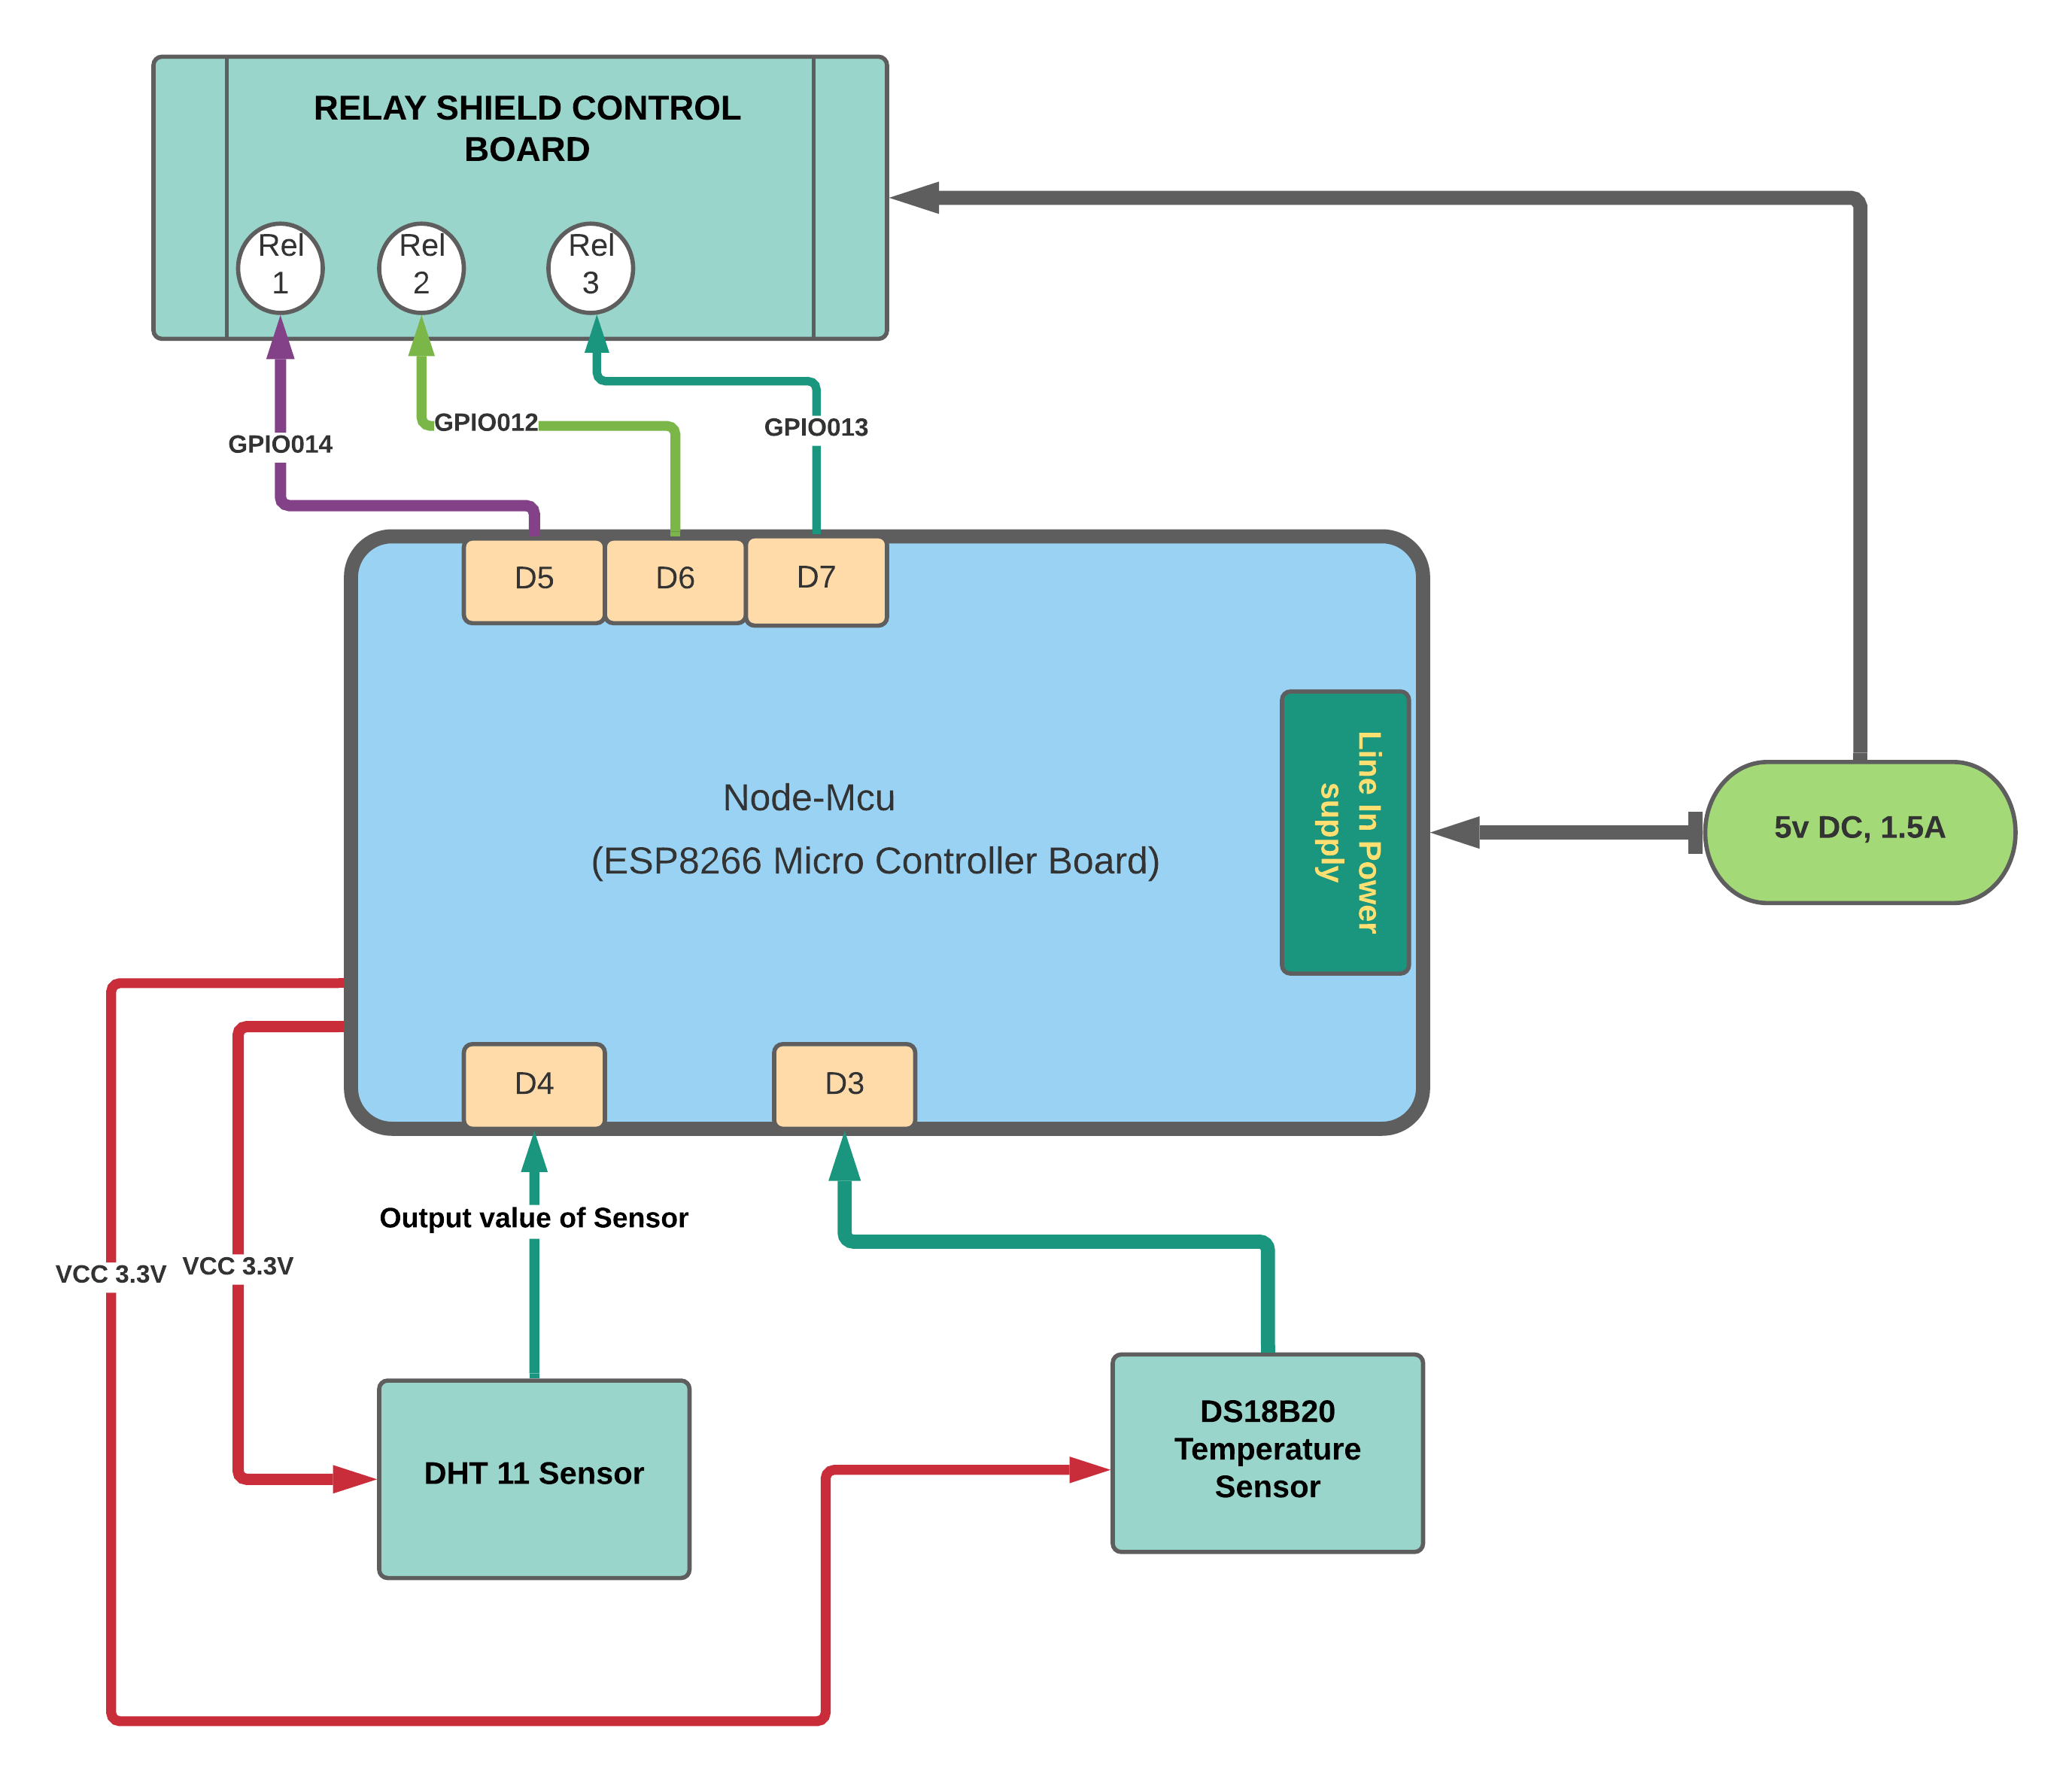 RELAY SHIELD CONTROL
BOARD
Rel
1
Rel
2
Rel
3
GPIO014
GPIO012
GPIO013
D5
D6
D7
Line In Power
supply
Node-Mcu
(ESP8266 Micro Controller Board)
5v DC, 1.5A
D4
D3
Output value of Sensor
VCC 3.3V
VCC 3.3V
DHT 11 Sensor
DS18B20
Temperature
Sensor